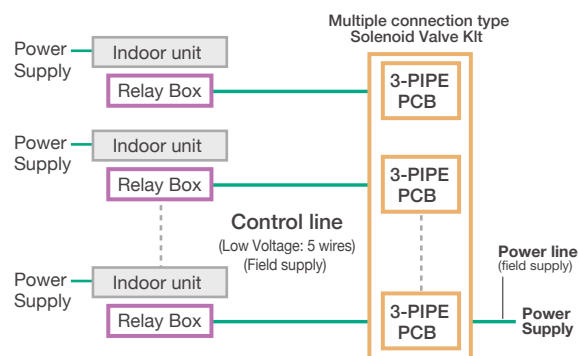 Multiple connection type
Solenoid Valve KIt
Power
Supply
Indoor unit
Relay Box
3-PIPE
PCB
Power
Supply
Indoor unit
Relay Box
3-PIPE
PCB
Control line
(Low Voltage: 5 wires)
(Field supply)
Power line
(field supply)
Power
Supply
Indoor unit
Relay Box
3-PIPE
PCB
Power
Supply